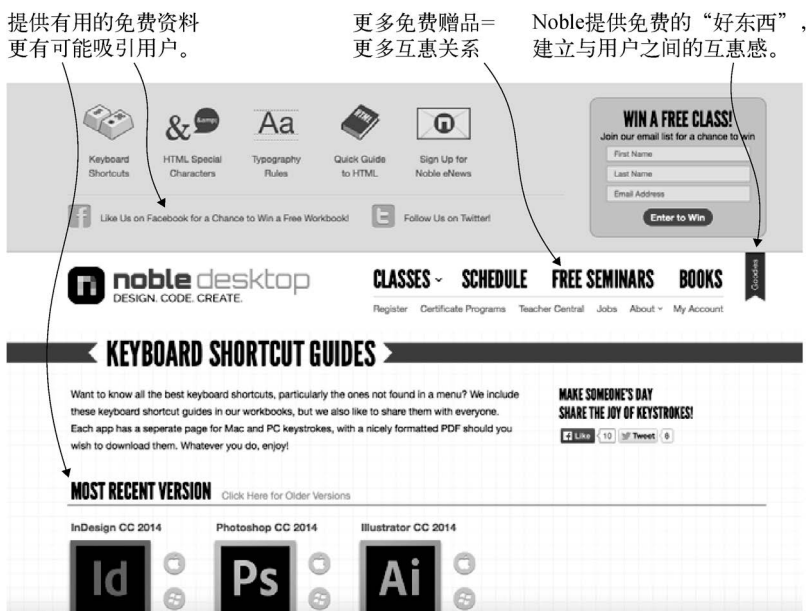 提供有用的免费资料
更有可能吸引用户。
更多免费赠品=
更多互惠关系
Noble提供免费的“好东西”,
建立与用户之间的互惠感。
Keyboard
Shortcuts
&
&amp;
HTML Special
Characters
Aa
Typography
Rules
HTML
Quick Guide
to HTML
Sign Up for
Noble eNews
WIN A FREE CLASS!
Join our email list for a chance to win
First Name
Last Name
Email Address
Enter to Win
Like Us on Facebook for a Chance to Win a Free Workbook!
Follow Us on Twitter!
noble desktop
DESIGN. CODE. CREATE.
CLASSES SCHEDULE FREE SEMINARS BOOKS
Goodies
Register Certificate Programs Teacher Central Jobs About My Account
KEYBOARD SHORTCUT GUIDES
Want to know all the best keyboard shortcuts, particularly the ones not found in a menu? We include
these keyboard shortcut guides in our workbooks, but we also like to share them with everyone.
Each app has a seperate page for Mac and PC keystrokes, with a nicely formatted PDF should you
wish to download them. Whatever you do, enjoy!
MAKE SOMEONE'S DAY
SHARE THE JOY OF KEYSTROKES!
Like 10 Tweet 6
MOST RECENT VERSION Click Here for Older Versions
InDesign CC 2014 Photoshop CC 2014 Illustrator CC 2014
Id Ps Ai